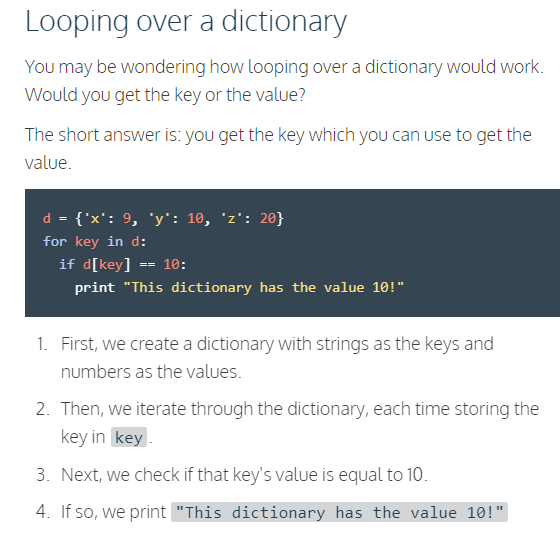 Looping over a dictionary
You may be wondering how looping over a dictionary would work.
Would you get the key or the value?
The short answer is: you get the key which you can use to get the
value.
d = {'x': 9, 'y': 10, 'z': 20}
for key in d:
  if d[key] == 10:
    print "This dictionary has the value 10!"
1. First, we create a dictionary with strings as the keys and
numbers as the values.
2. Then, we iterate through the dictionary, each time storing the
key in key .
3. Next, we check if that key's value is equal to 10.
4. If so, we print "This dictionary has the value 10!"